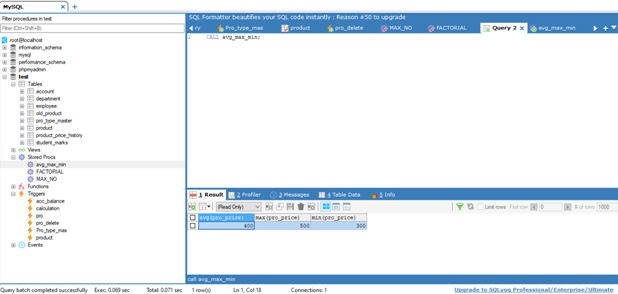 MySQL
Filter procedures in test
Filter (Ctrl+Shift+B)
root@localhost
information_schema
mysql
performance_schema
phpmyadmin
test
Tables
account
department
employee
old_product
pro_type_master
product
product_price_history
student_marks
Views
Stored Procs
avg_max_min
FACTORIAL
MAX_NO
Functions
Triggers
acc_balance
calculation
pro
pro_delete
Pro_type_max
product
Events
SQL Formatter beautifies your SQL code instantly : Reason #50 to upgrade
ry Pro_type_max product pro_delete MAX_NO FACTORIAL Query 2 avg_max_min
1 CALL avg_max_min;
1 Result 2 Profiler 3 Messages 4 Table Data 5 Info
(Read Only) Limit rows First row 0 # of rows 1000
avg(pro_price) max(pro_price) min(pro_price)
400 500 300
call avg_max_min
Query batch completed successfully Exec: 0.069 sec Total: 0.071 sec 1 row(s) Ln 1, Col 18 Connections: 1 Upgrade to SQLyog Professional/Enterprise/Ultimate